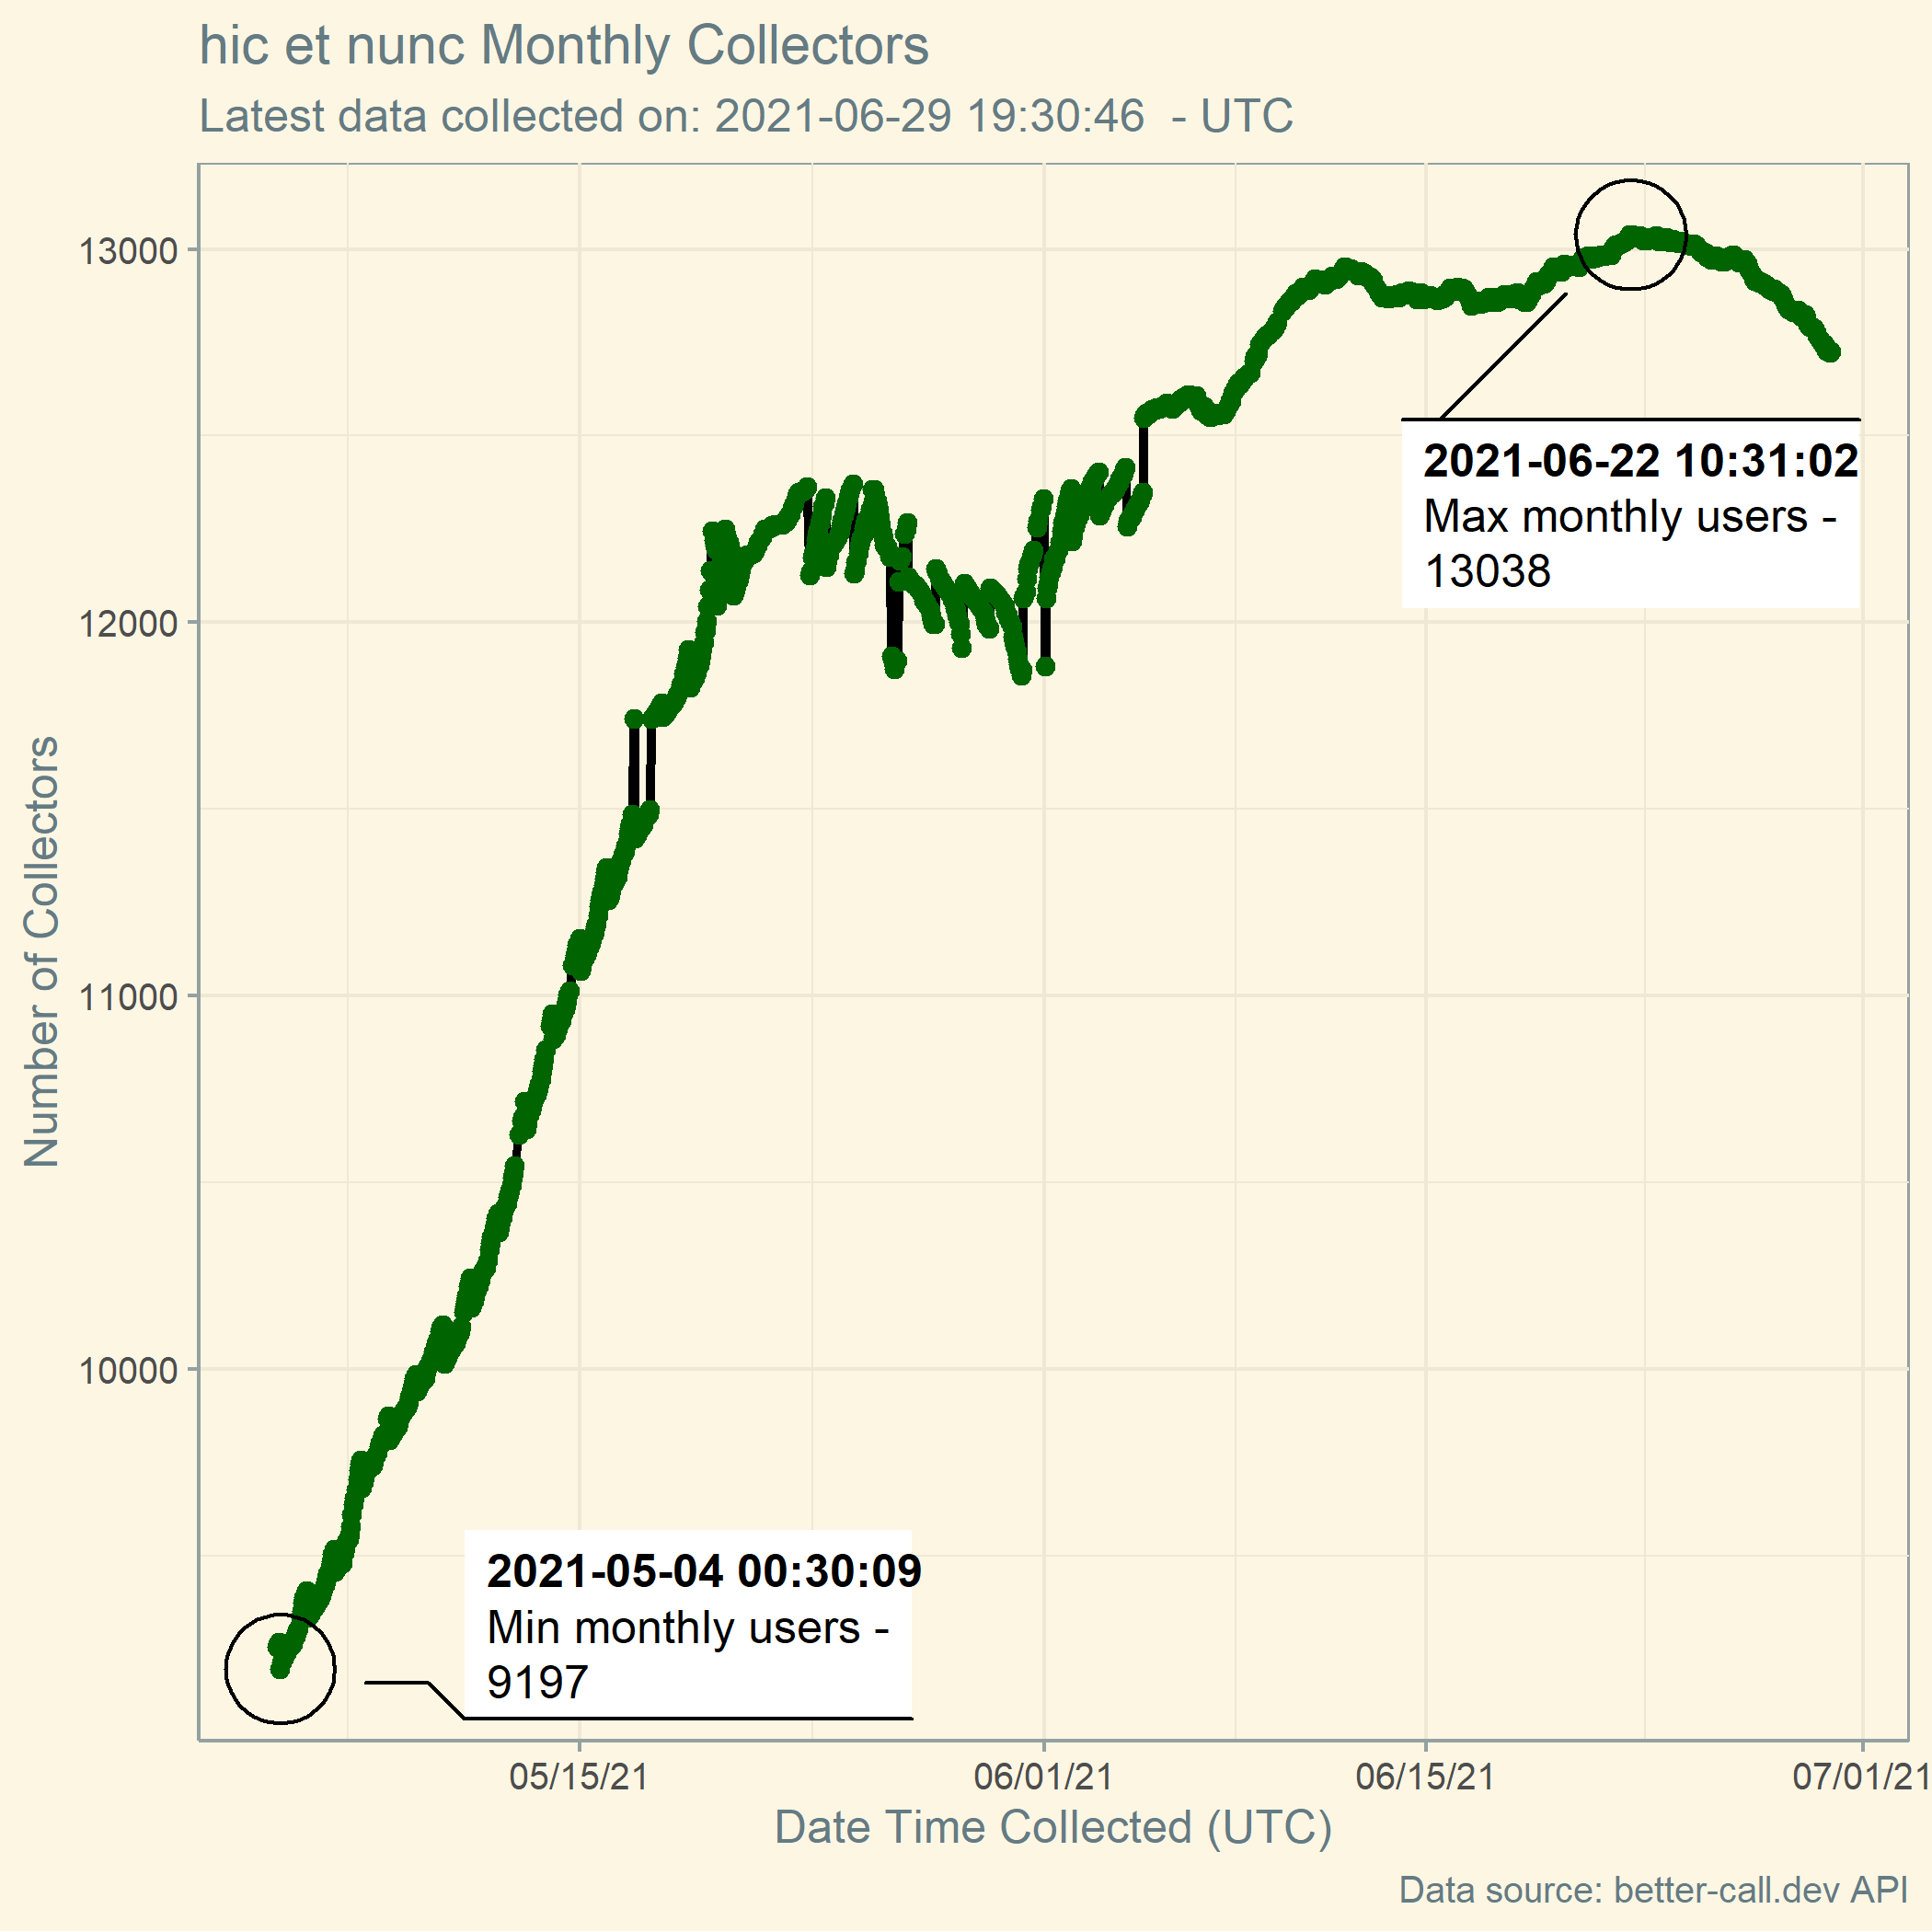 hic et nunc Monthly Collectors
Latest data collected on: 2021-06-29 19:30:46  - UTC
Number of Collectors
13000
12000
11000
10000
2021-06-22 10:31:02
Max monthly users -
13038
2021-05-04 00:30:09
Min monthly users -
9197
05/15/21
06/01/21
06/15/21
07/01/21
Date Time Collected (UTC)
Data source: better-call.dev API